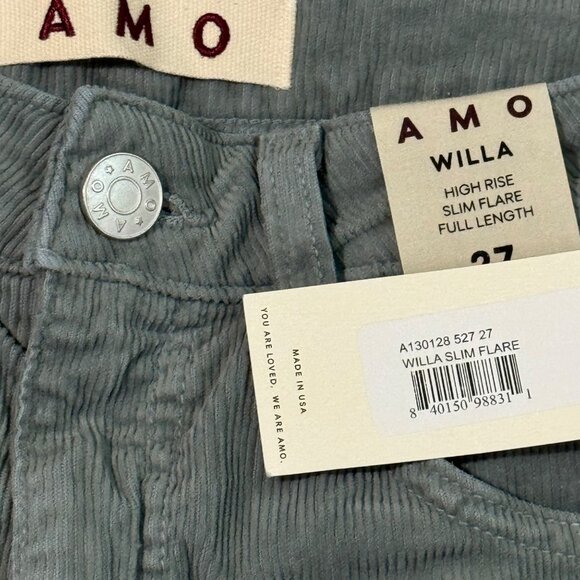 AMO
AMO AMO
AMO
WILLA
HIGH RISE
SLIM FLARE
FULL LENGTH
27
A130128 527 27
WILLA SLIM FLARE
8 40150 98831 1
MADE IN USA
YOU ARE LOVED. WE ARE AMO.